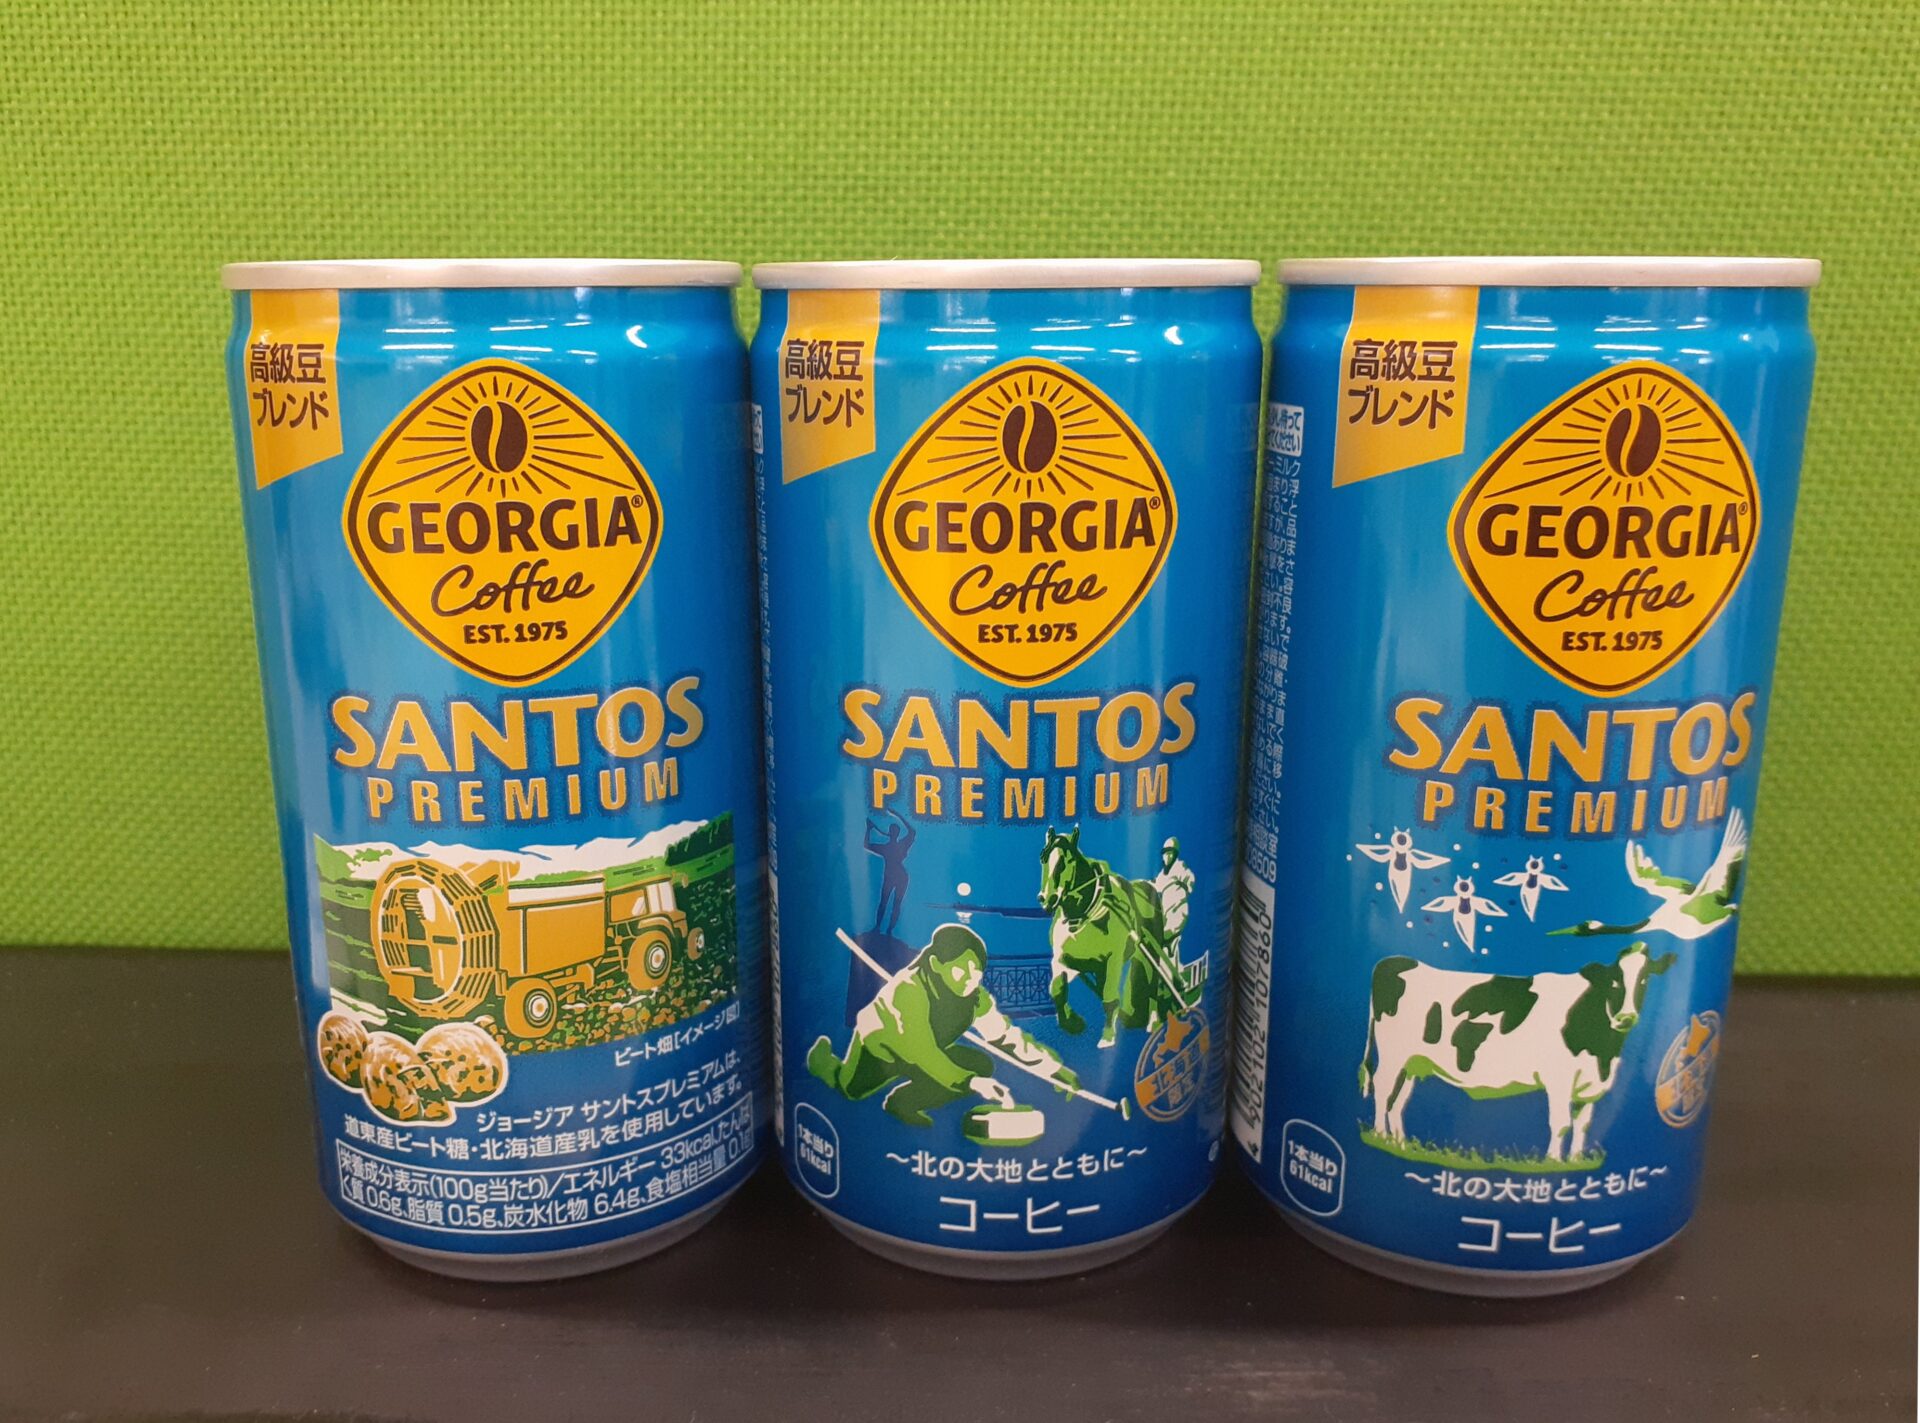 高級豆
ブレンド
GEORGIA®
Coffee
EST. 1975
SANTOS
PREMIUM
ビート畑[イメージ図]
ジョージア サントスプレミアムは、
道東産ビート糖・北海道産乳を使用しています。
栄養成分表示(100g当たり)/エネルギー 33kcal、たんぱ
く質 0.6g、脂質 0.5g、炭水化物 6.4g、食塩相当量 0.1g
高級豆
ブレンド
GEORGIA®
Coffee
EST. 1975
SANTOS
PREMIUM
限定
1本当り
61kcal
~北の大地とともに~
コーヒー
高級豆
ブレンド
GEORGIA®
Coffee
EST. 1975
SANTOS
PREMIUM
限定
4 902102 107860
1本当り
61kcal
~北の大地とともに~
コーヒー